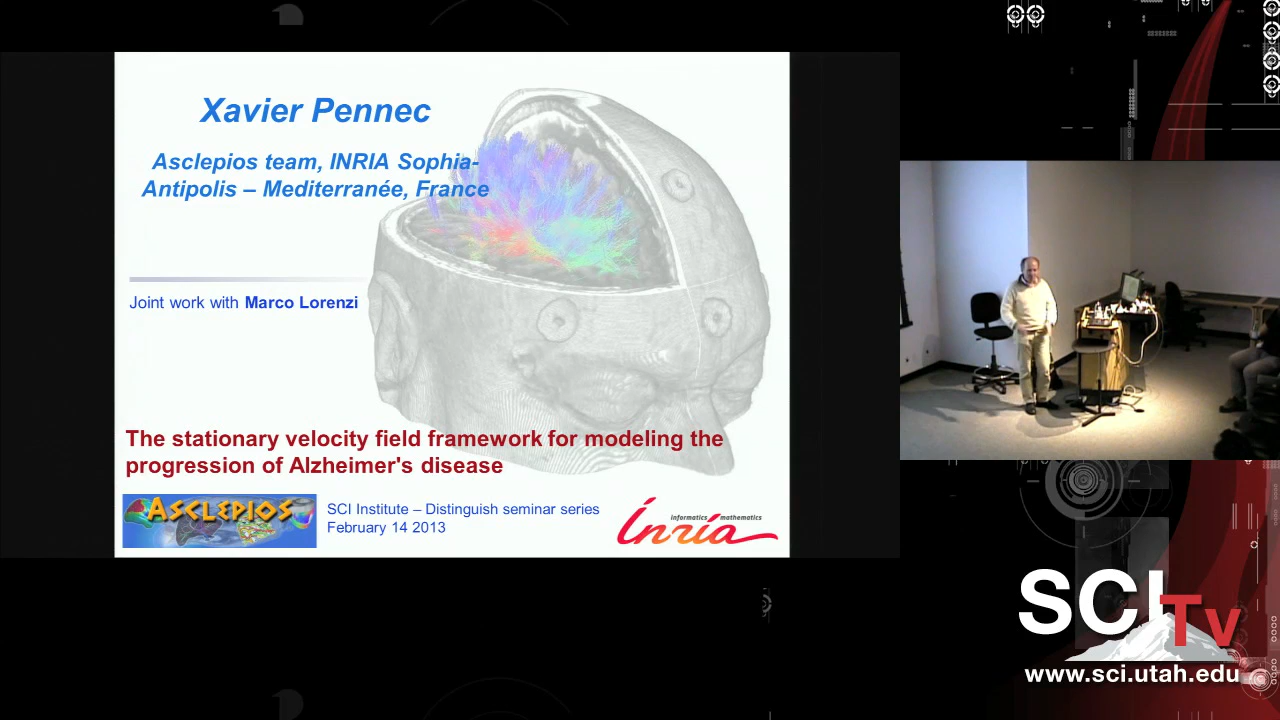 Xavier Pennec
Asclepios team, INRIA Sophia-
Antipolis – Mediterranée, France
Joint work with Marco Lorenzi
The stationary velocity field framework for modeling the
progression of Alzheimer's disease
ASCLEPIOS
SCI Institute – Distinguish seminar series
February 14 2013
informatics mathematics
Inria
SCI
TV
www.sci.utah.edu